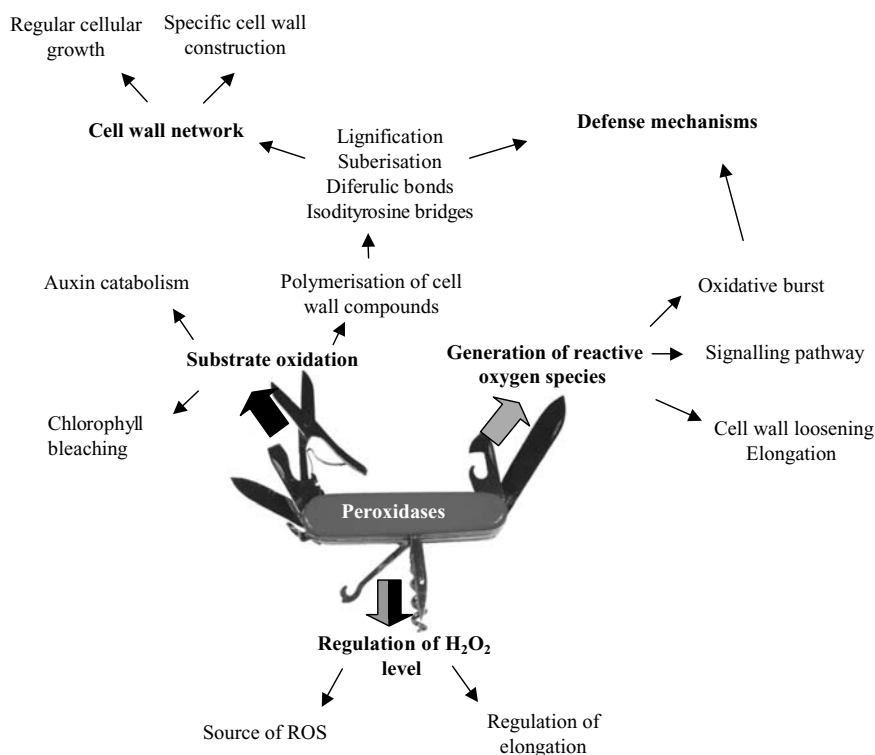 Regular cellular
growth
Specific cell wall
construction
Cell wall network
Lignification
Suberisation
Diferulic bonds
Isodityrosine bridges
Defense mechanisms
Auxin catabolism
Polymerisation of cell
wall compounds
Oxidative burst
Substrate oxidation
Generation of reactive
oxygen species
Signalling pathway
Chlorophyll
bleaching
Cell wall loosening
Elongation
Peroxidases
Regulation of H₂O₂
level
Source of ROS
Regulation of
elongation